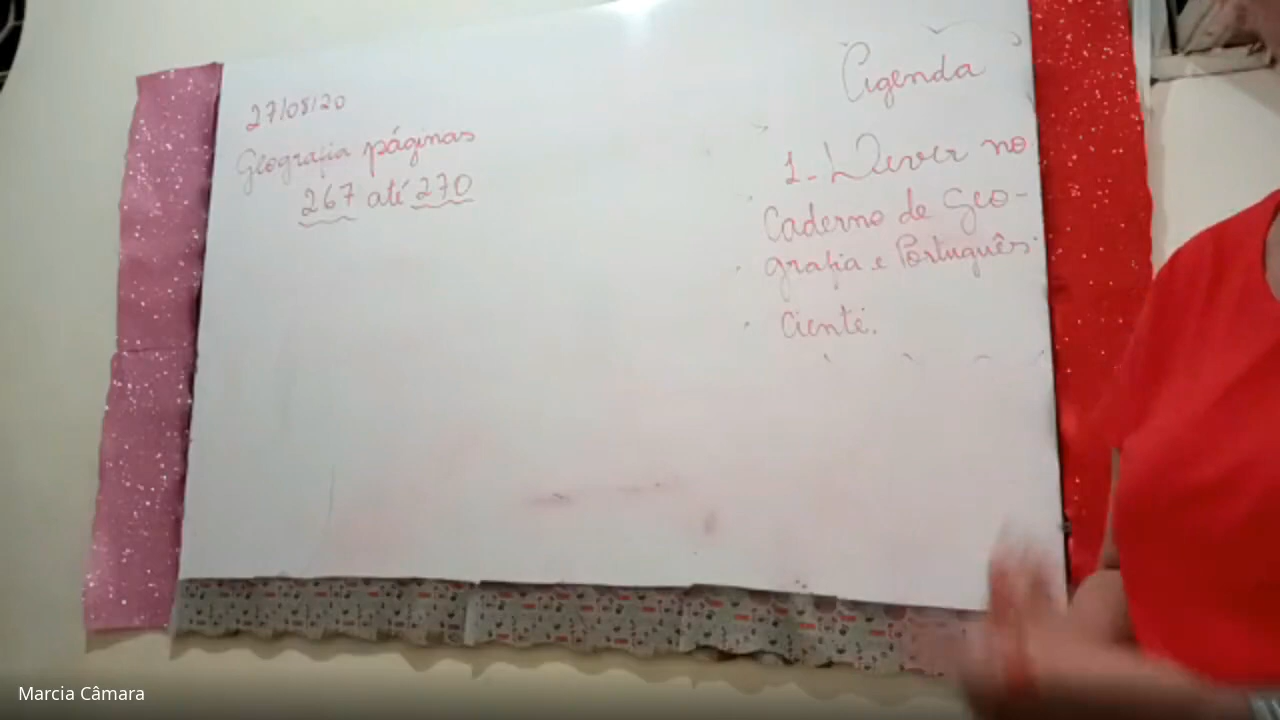 27/08/20
Geografia páginas
267 até 270
Agenda
1- Dever no
Caderno de Geo-
grafia e Português
Ciente.
Marcia Câmara